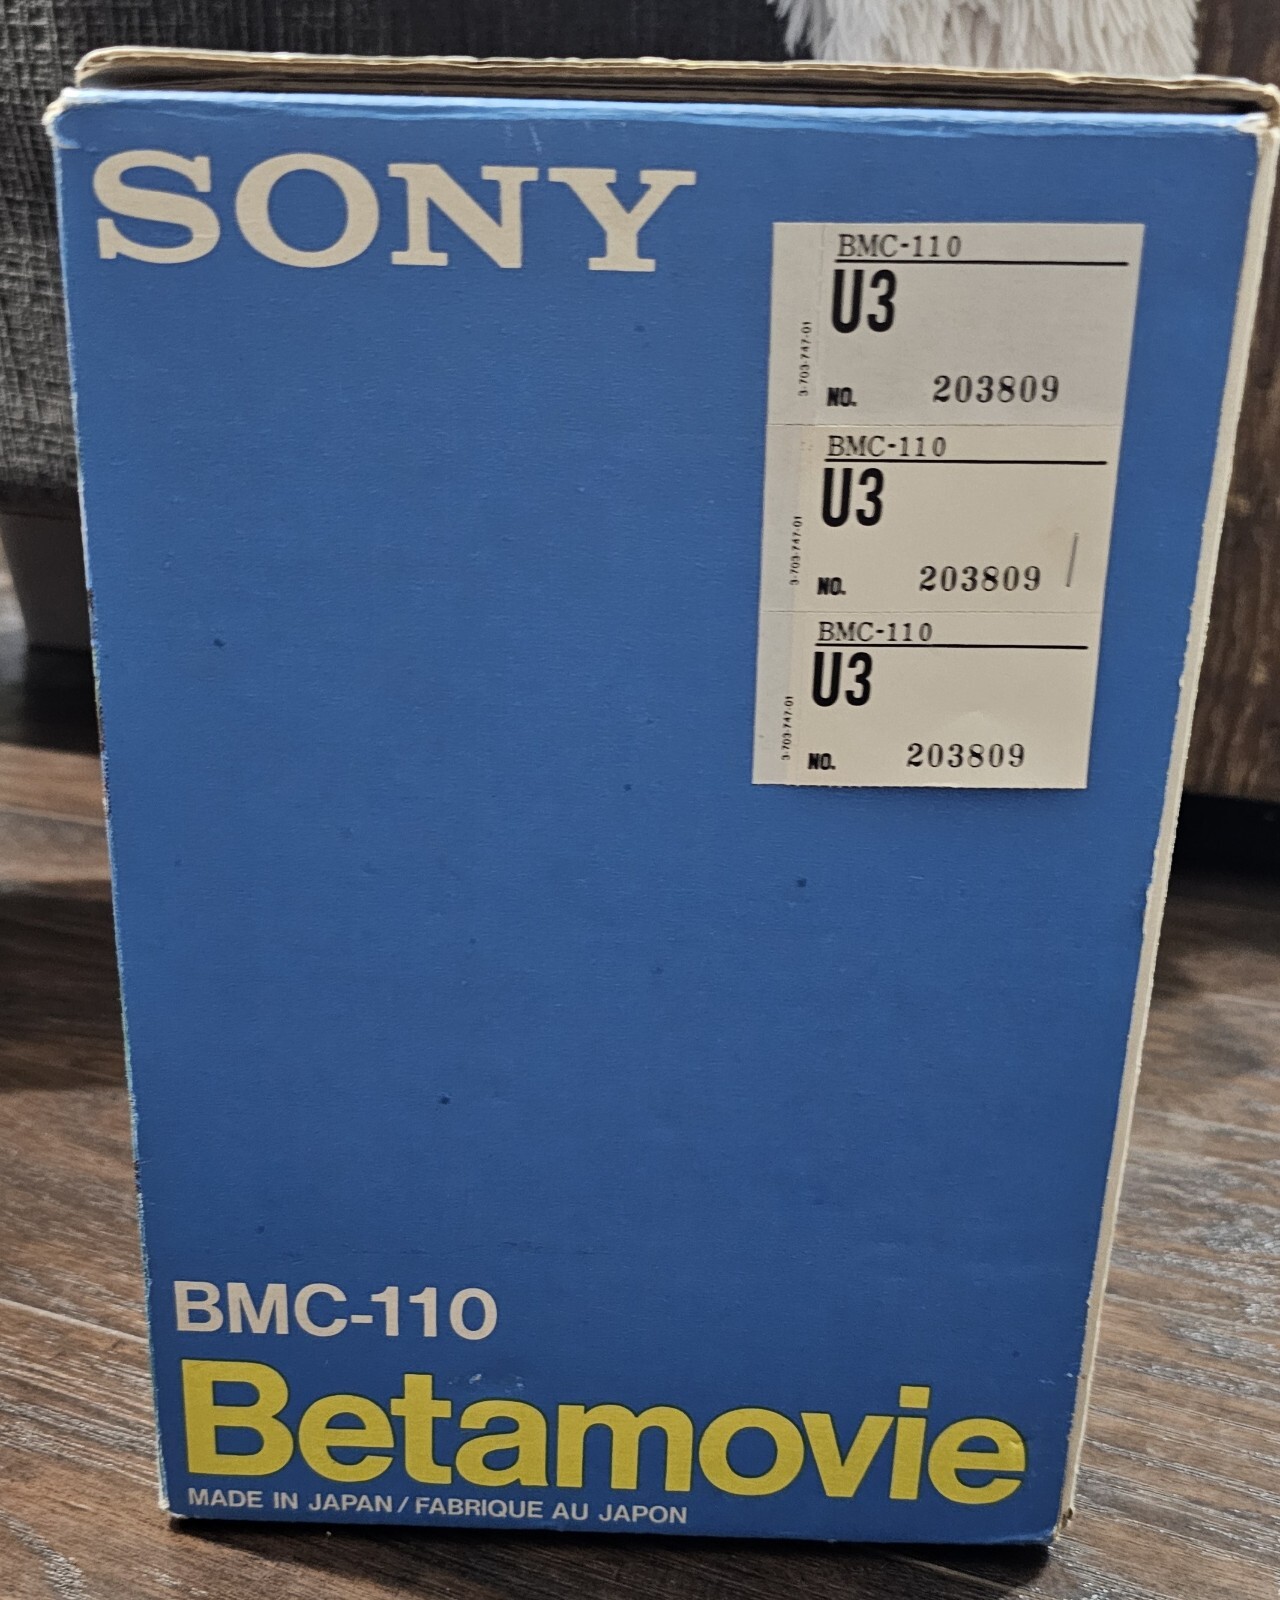 SONY
BMC-110
U3
3-703-747-01
NO. 203809
BMC-110
U3
3-703-747-01
NO. 203809
BMC-110
U3
3-703-747-01
NO. 203809
BMC-110
Betamovie
MADE IN JAPAN / FABRIQUE AU JAPON